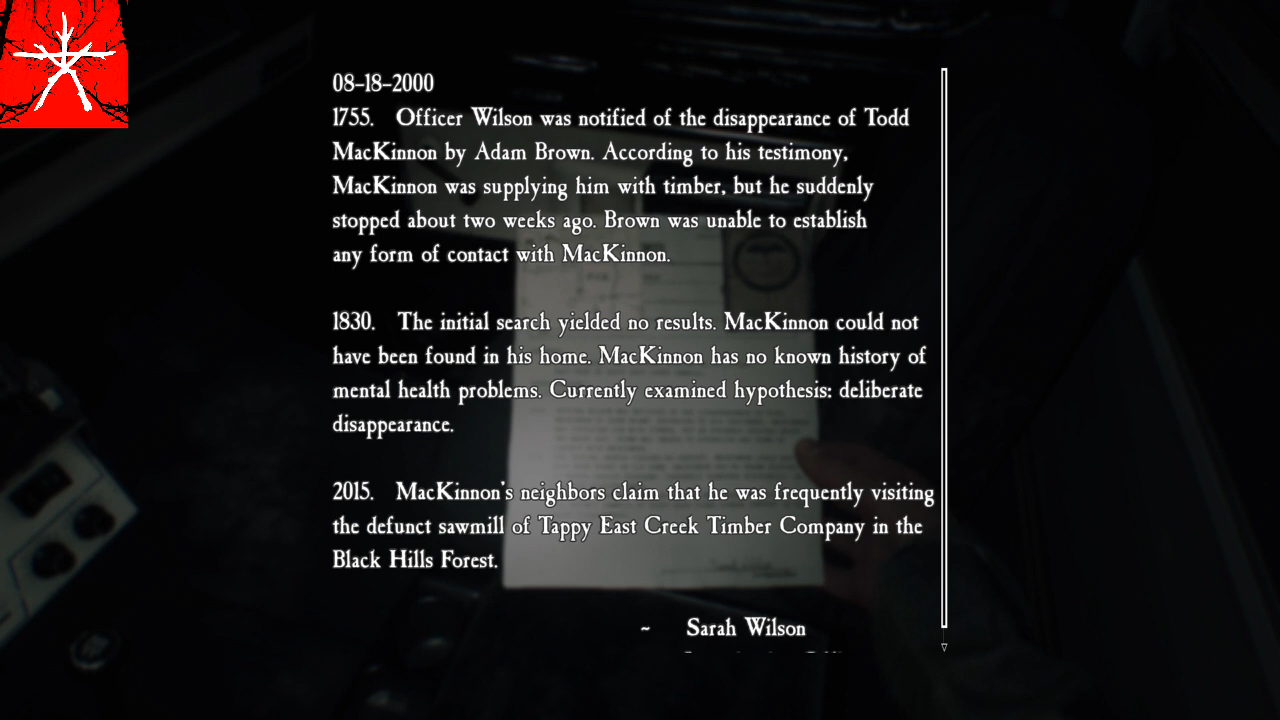 08-18-2000
1755. Officer Wilson was notified of the disappearance of Todd
MacKinnon by Adam Brown. According to his testimony,
MacKinnon was supplying him with timber, but he suddenly
stopped about two weeks ago. Brown was unable to establish
any form of contact with MacKinnon.
1830. The initial search yielded no results. MacKinnon could not
have been found in his home. MacKinnon has no known history of
mental health problems. Currently examined hypothesis: deliberate
disappearance.
2015. MacKinnon's neighbors claim that he was frequently visiting
the defunct sawmill of Tappy East Creek Timber Company in the
Black Hills Forest.
~ Sarah Wilson